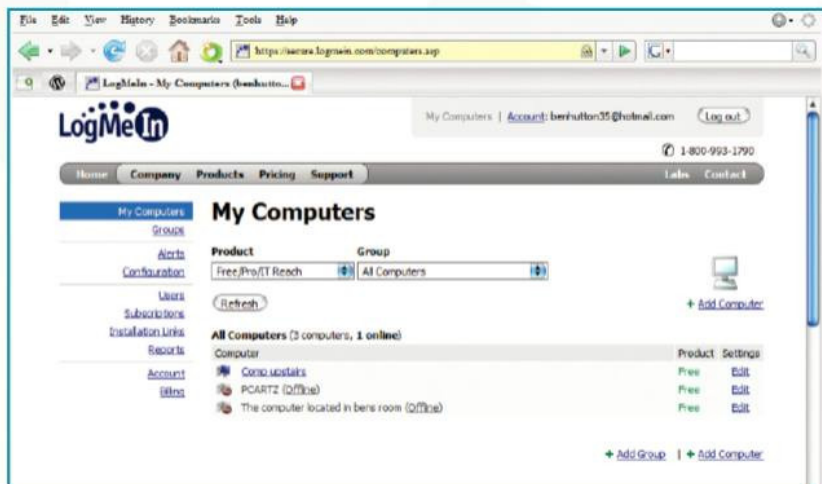 File Edit View History Bookmarks Tools Help
https://secure.logmein.com/computers.asp
LogMeIn - My Computers (benhutto...
LogMeIn
My Computers | Account: benhutton35@hotmail.com Log out
1-800-993-1790
Home Company Products Pricing Support Labs Contact
My Computers
Groups
Alerts
Configuration
Users
Subscriptions
Installation Links
Reports
Account
Billing
My Computers
Product Group
Free/Pro/IT Reach All Computers
Refresh
+ Add Computer
All Computers (3 computers, 1 online)
Computer Product Settings
Comp upstairs Free Edit
PCARTZ (Offline) Free Edit
The computer located in bens room (Offline) Free Edit
+ Add Group | + Add Computer